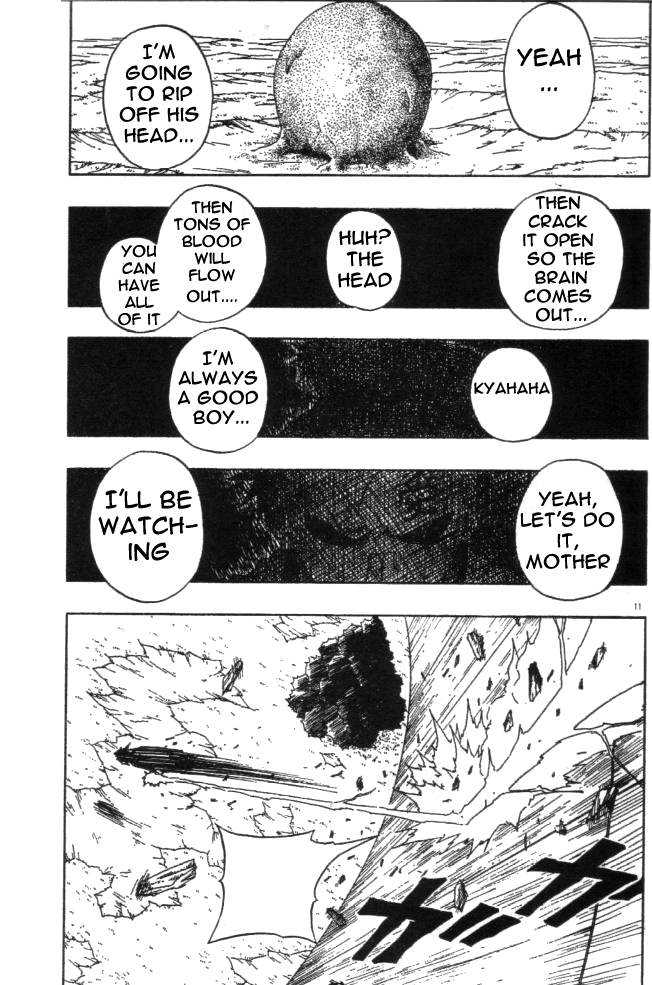 YEAH
...
I'M
GOING
TO RIP
OFF HIS
HEAD...
THEN
CRACK
IT OPEN
SO THE
BRAIN
COMES
OUT...
HUH?
THE
HEAD
THEN
TONS OF
BLOOD
WILL
FLOW
OUT....
YOU
CAN
HAVE
ALL
OF IT
KYAHAHA
I'M
ALWAYS
A GOOD
BOY...
YEAH,
LET'S DO
IT,
MOTHER
I'LL BE
WATCH-
ING
11